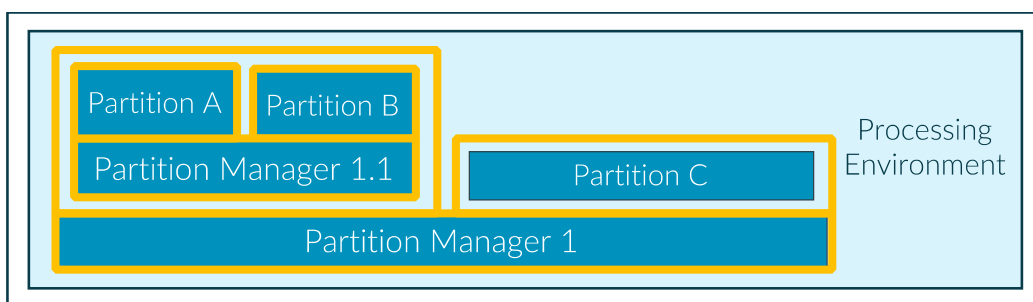 Partition A
Partition B
Partition Manager 1.1
Partition C
Partition Manager 1
Processing
Environment